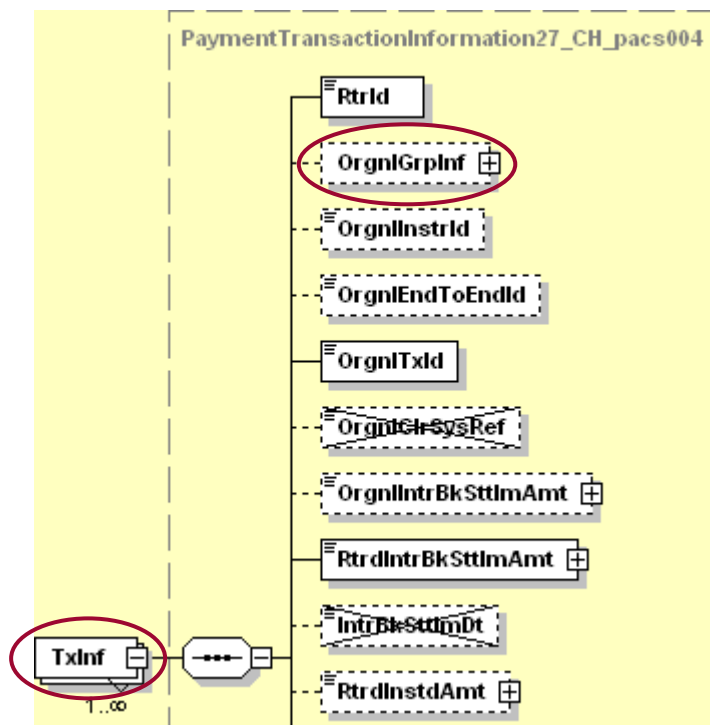 PaymentTransactionInformation27_CH_pacs004
RtrId
OrgnlGrpInf
OrgnlInstrId
OrgnlEndToEndId
OrgnlTxId
OrgnlClrSysRef
OrgnlIntrBkSttlmAmt
RtrdIntrBkSttlmAmt
IntrBkSttlmDt
TxInf
1..∞
RtrdInstdAmt